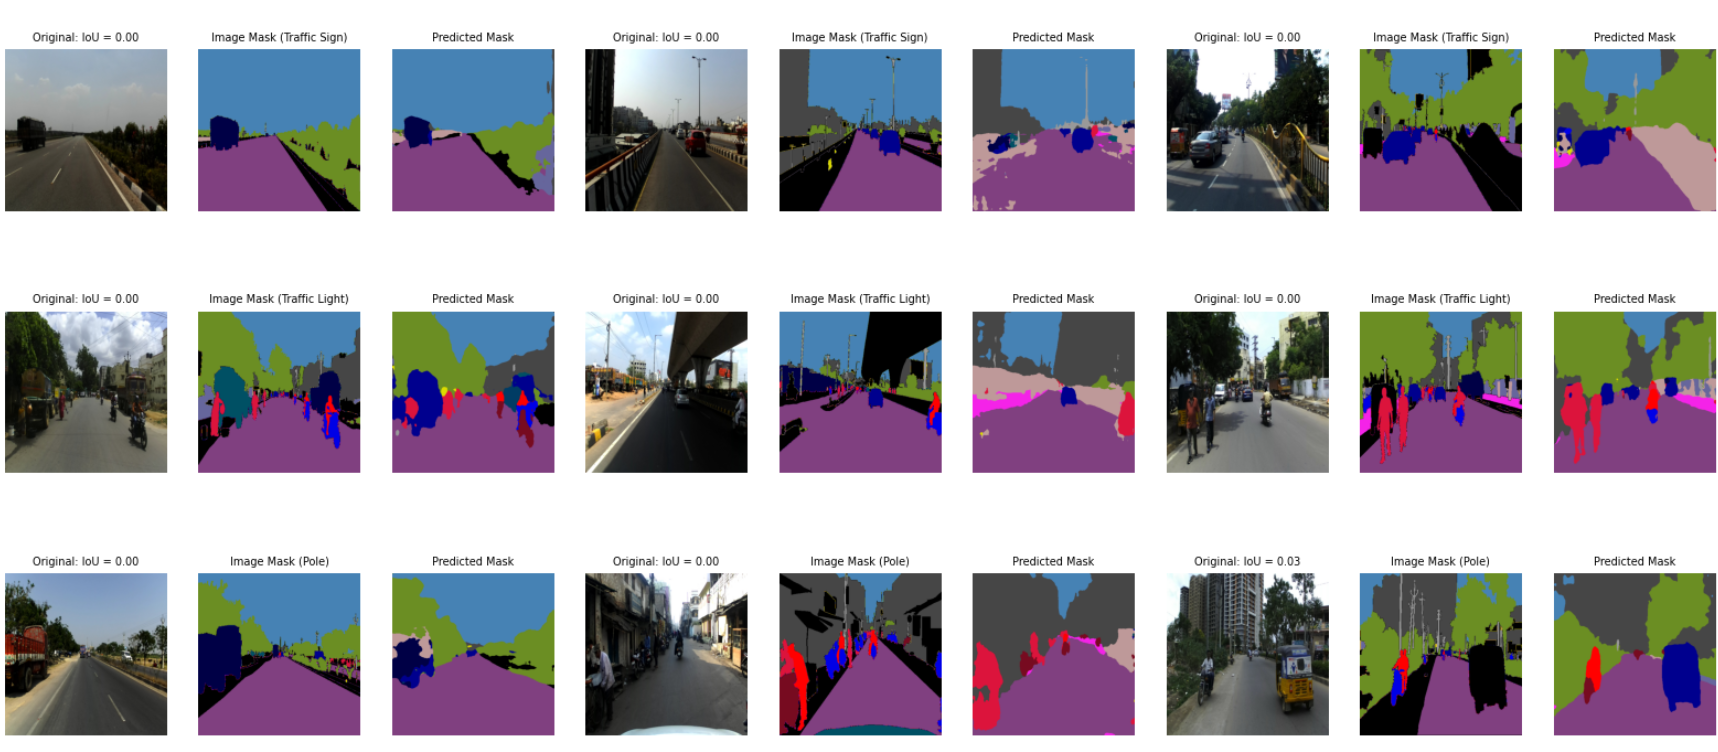 Original: IoU = 0.00 Image Mask (Traffic Sign) Predicted Mask Original: IoU = 0.00 Image Mask (Traffic Sign) Predicted Mask Original: IoU = 0.00 Image Mask (Traffic Sign) Predicted Mask
Original: IoU = 0.00 Image Mask (Traffic Light) Predicted Mask Original: IoU = 0.00 Image Mask (Traffic Light) Predicted Mask Original: IoU = 0.00 Image Mask (Traffic Light) Predicted Mask
Original: IoU = 0.00 Image Mask (Pole) Predicted Mask Original: IoU = 0.00 Image Mask (Pole) Predicted Mask Original: IoU = 0.03 Image Mask (Pole) Predicted Mask